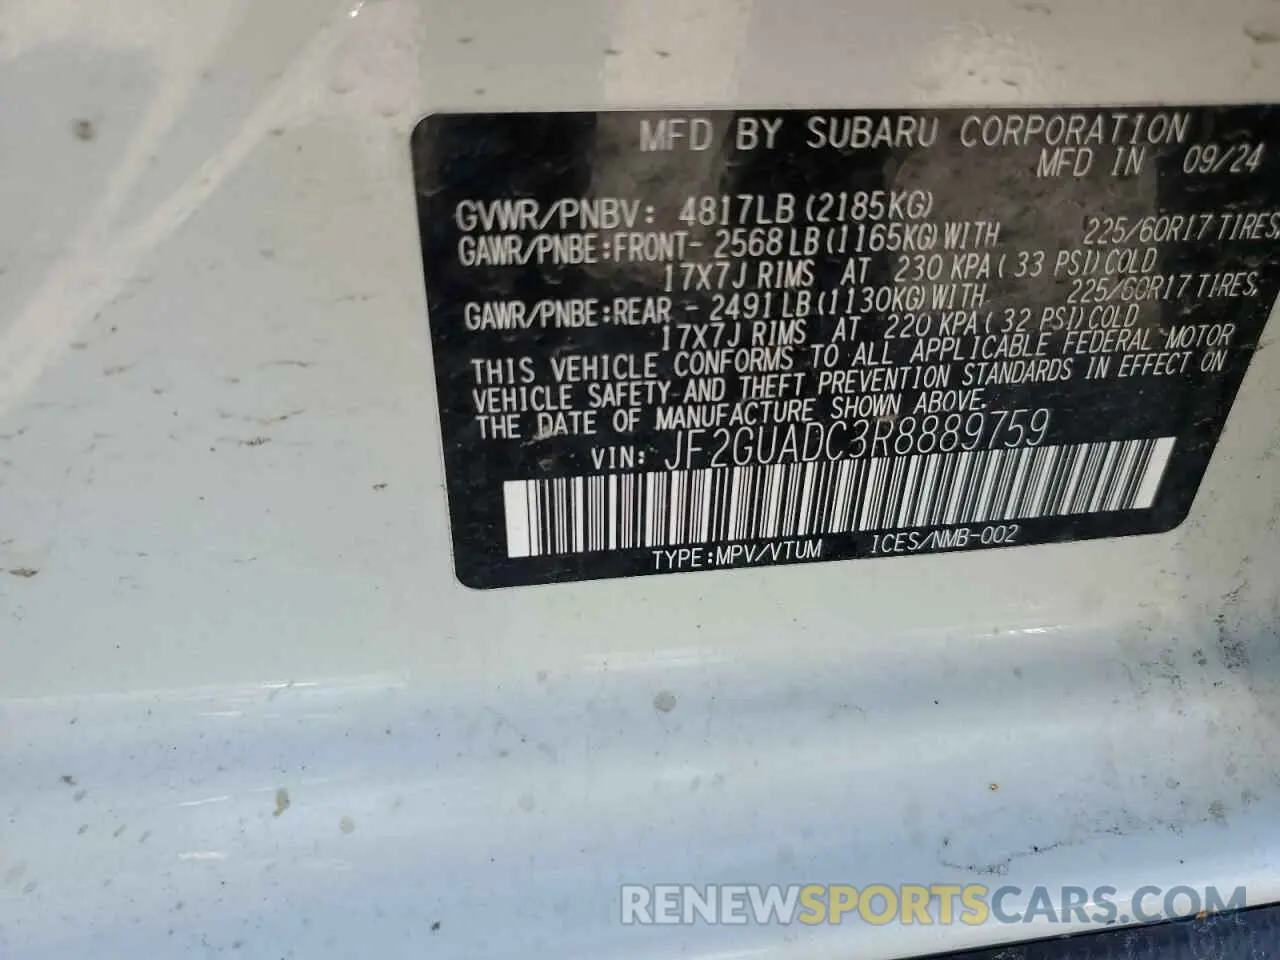 MFD BY SUBARU CORPORATION
MFD IN 09/24
GVWR/PNBV: 4817LB(2185KG)
GAWR/PNBE:FRONT- 2568LB(1165KG)WITH 225/60R17 TIRES,
17X7J RIMS AT 230 KPA( 33 PSI)COLD
GAWR/PNBE:REAR - 2491LB(1130KG)WITH 225/60R17 TIRES,
17X7J RIMS AT 220 KPA( 32 PSI)COLD
THIS VEHICLE CONFORMS TO ALL APPLICABLE FEDERAL MOTOR
VEHICLE SAFETY AND THEFT PREVENTION STANDARDS IN EFFECT ON
THE DATE OF MANUFACTURE SHOWN ABOVE.
VIN: JF2GUADC3R8889759
TYPE:MPV/VTUM ICES/NMB-002
RENEWSPORTSCARS.COM